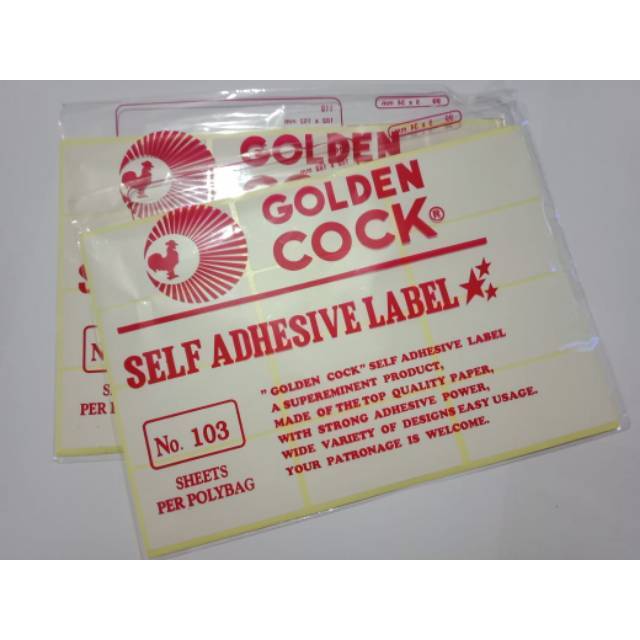 GOLDEN
COCK®
SELF ADHESIVE LABEL
"GOLDEN COCK" SELF ADHESIVE LABEL
A SUPEREMINENT PRODUCT,
MADE OF THE TOP QUALITY PAPER,
WITH STRONG ADHESIVE POWER,
WIDE VARIETY OF DESIGNS EASY USAGE.
YOUR PATRONAGE IS WELCOME.
No. 103
SHEETS
PER POLYBAG
GOLDEN